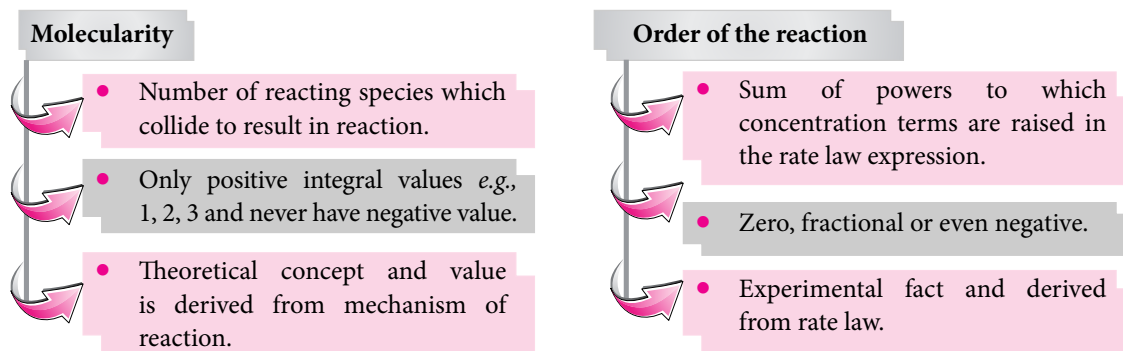 Molecularity
• Number of reacting species which
collide to result in reaction.
• Only positive integral values e.g.,
1, 2, 3 and never have negative value.
• Theoretical concept and value
is derived from mechanism of
reaction.
Order of the reaction
• Sum of powers to which
concentration terms are raised in
the rate law expression.
• Zero, fractional or even negative.
• Experimental fact and derived
from rate law.